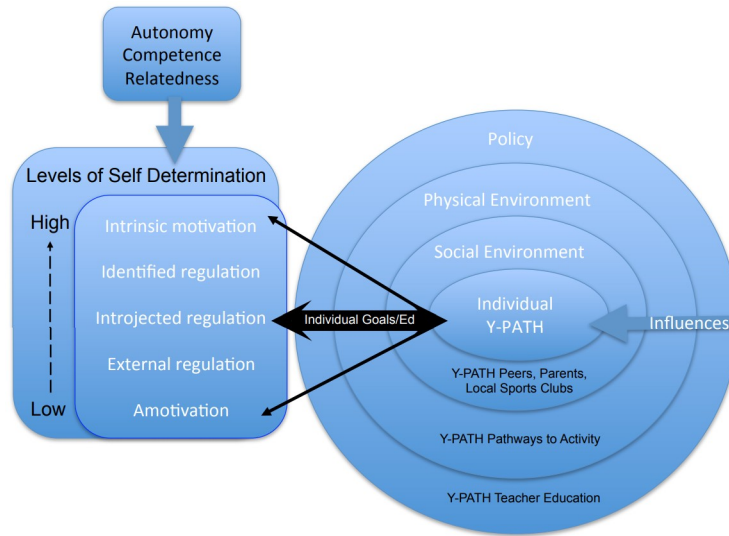 Autonomy
Competence
Relatedness
Levels of Self Determination
High
Intrinsic motivation
Identified regulation
Introjected regulation
External regulation
Low
Amotivation
Individual Goals/Ed
Policy
Physical Environment
Social Environment
Individual
Y-PATH
Influences
Y-PATH Peers, Parents,
Local Sports Clubs
Y-PATH Pathways to Activity
Y-PATH Teacher Education